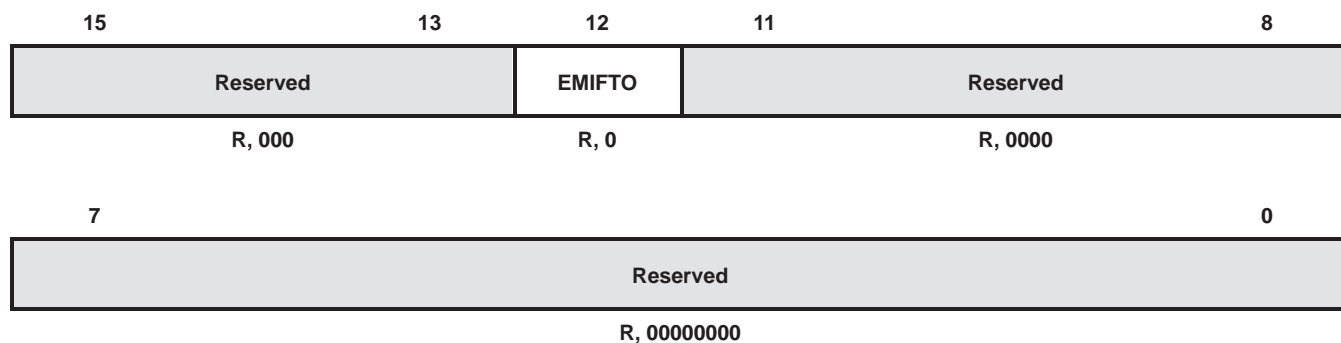 15 13 12 11 8
Reserved EMIFTO Reserved
R, 000 R, 0 R, 0000
7 0
Reserved
R, 00000000